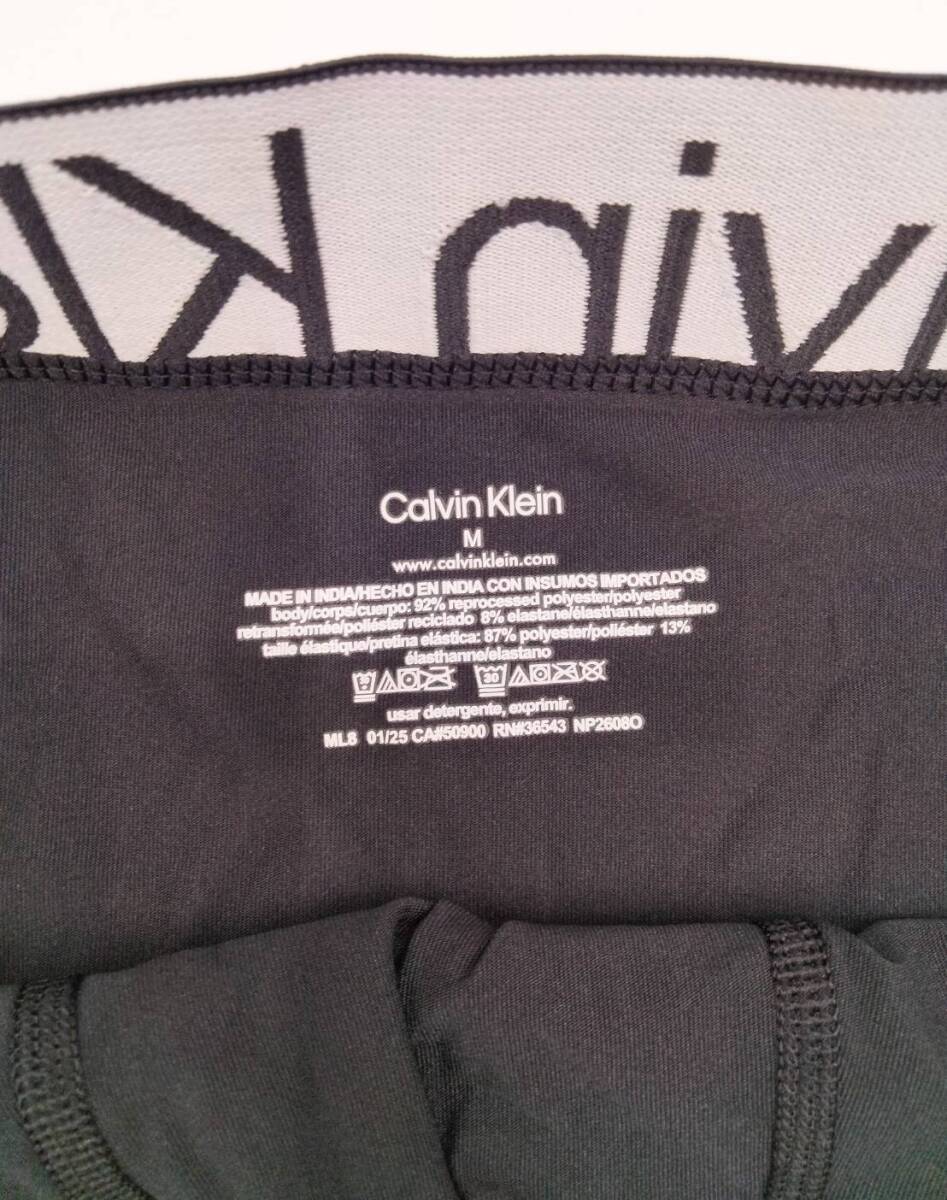 Calvin Klein
M
www.calvinklein.com
MADE IN INDIA/HECHO EN INDIA CON INSUMOS IMPORTADOS
body/corps/cuerpo: 92% reprocessed polyester/polyester
retransformée/poliéster reciclado 8% elastane/élasthanne/elastano
taille élastique/pretina elástica: 87% polyester/poliéster 13%
élasthanne/elastano
30 30
usar detergente, exprimir.
ML8 01/25 CA#50900 RN#36543 NP2608O